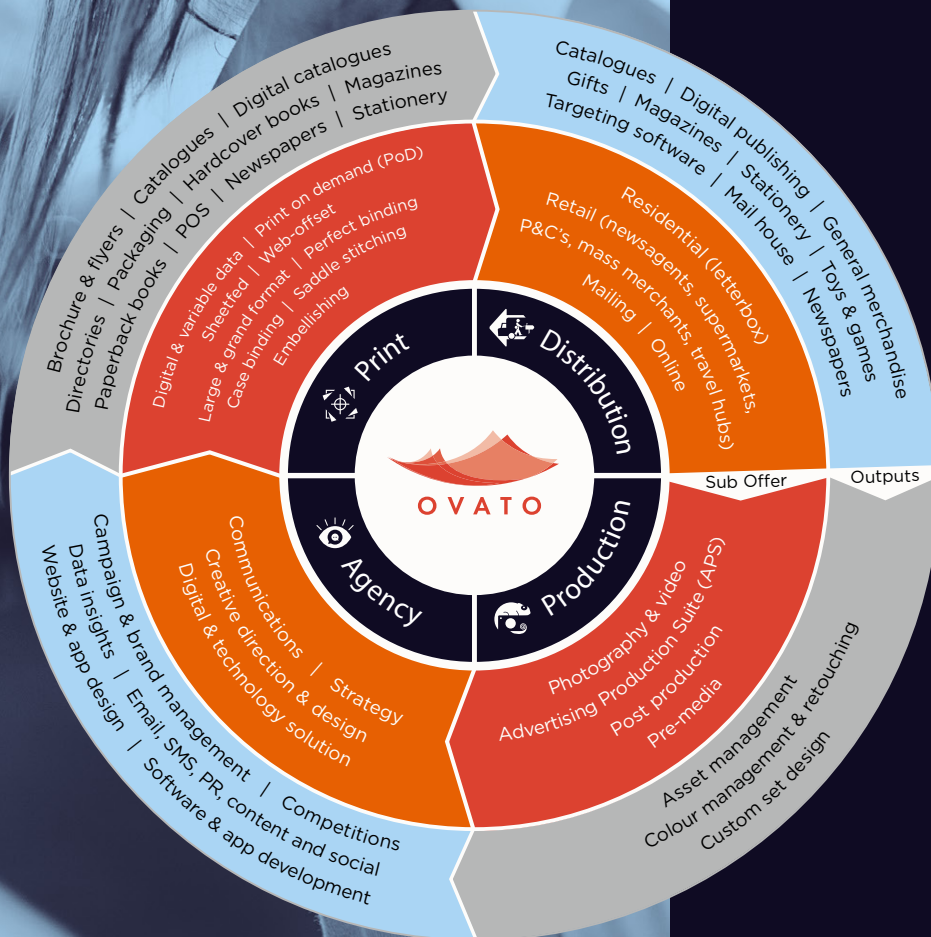 Brochure & flyers | Catalogues | Digital catalogues
Directories | Packaging | Hardcover books | Magazines
Paperback books | POS | Newspapers | Stationery
Digital & variable data | Print on demand (PoD)
Sheetfed | Web-offset
Large & grand format | Perfect binding
Case binding | Saddle stitching
Embellishing
Print
Catalogues | Digital publishing | General merchandise
Gifts | Magazines | Stationery | Toys & games
Targeting software | Mail house | Newspapers
Residential (letterbox)
Retail (newsagents, supermarkets,
P&C's, mass merchants, travel hubs)
Mailing | Online
Distribution
OVATO
Sub Offer
Outputs
Production
Photography & video
Advertising Production Suite (APS)
Post production
Pre-media
Asset management
Colour management & retouching
Custom set design
Agency
Communications | Strategy
Creative direction & design
Digital & technology solution
Campaign & brand management | Competitions
Data insights | Email, SMS, PR, content and social
Website & app design | Software & app development